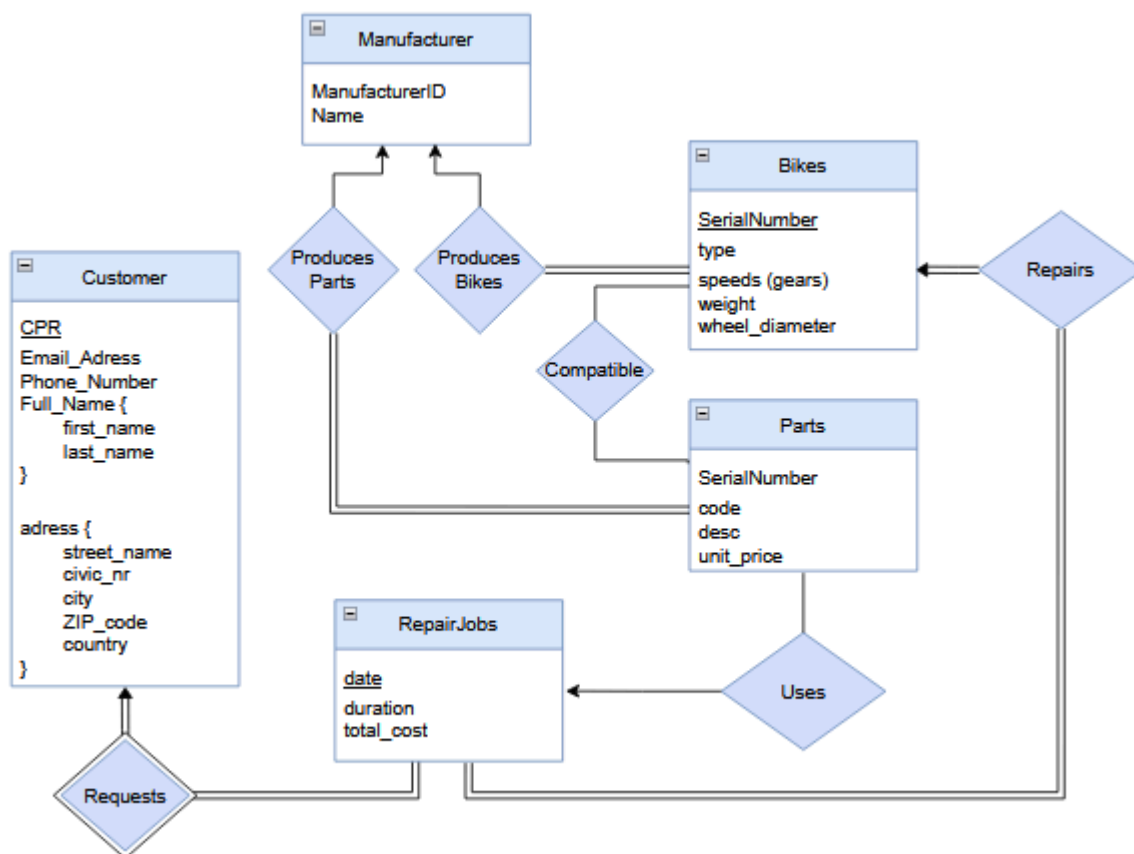 Manufacturer
ManufacturerID
Name
Bikes
SerialNumber
type
speeds (gears)
weight
wheel_diameter
Produces
Parts
Produces
Bikes
Repairs
Customer
CPR
Email_Adress
Phone_Number
Full_Name {
first_name
last_name
}
adress {
street_name
civic_nr
city
ZIP_code
country
}
Compatible
Parts
SerialNumber
code
desc
unit_price
RepairJobs
date
duration
total_cost
Uses
Requests